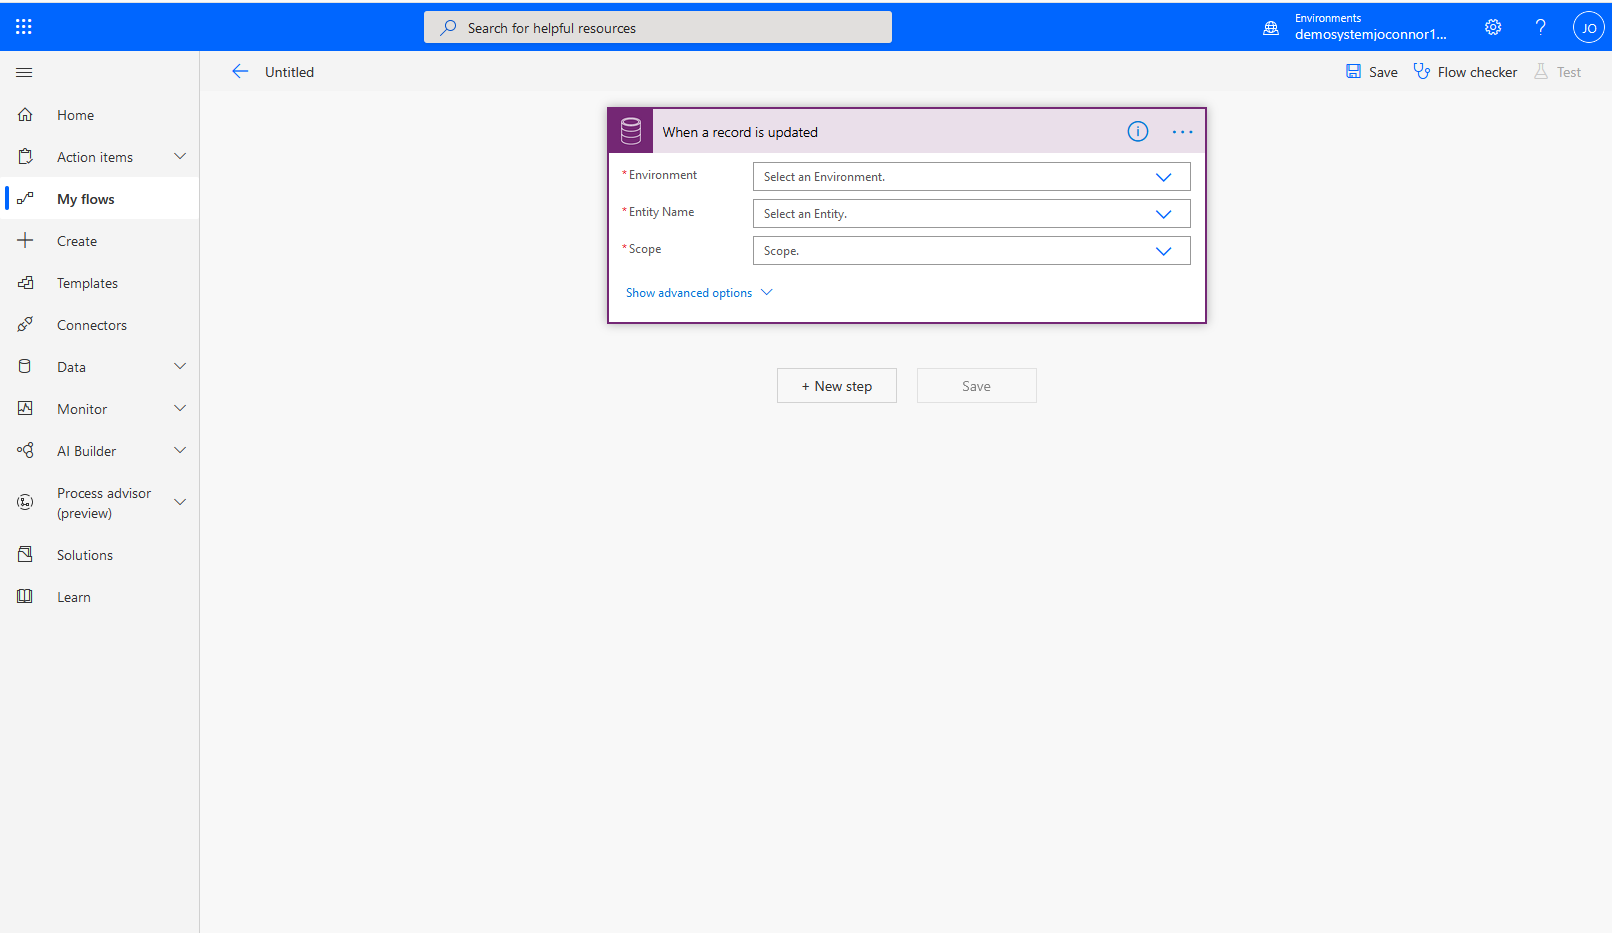 Search for helpful resources
Environments
demosystemjoconnor1...
?
JO
Untitled
Save
Flow checker
Test
Home
Action items
My flows
Create
Templates
Connectors
Data
Monitor
AI Builder
Process advisor
(preview)
Solutions
Learn
When a record is updated
* Environment
Select an Environment.
* Entity Name
Select an Entity.
* Scope
Scope.
Show advanced options
+ New step
Save